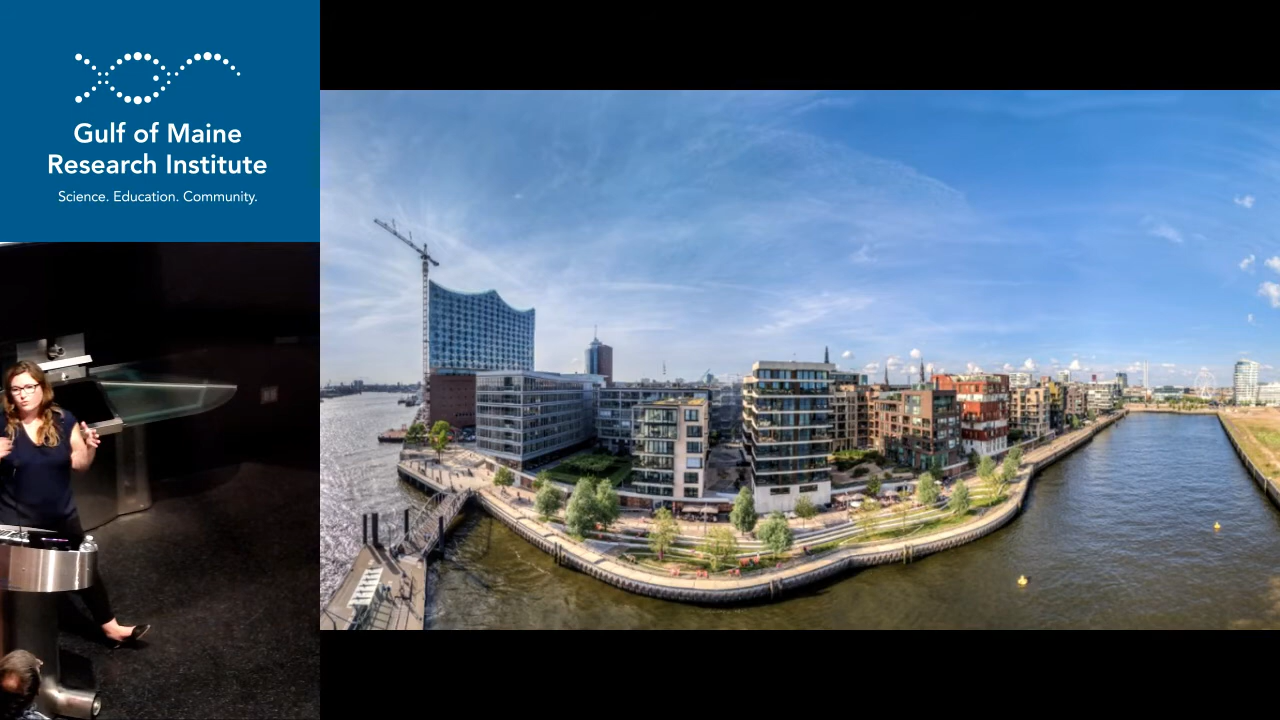 Gulf of Maine
Research Institute
Science. Education. Community.